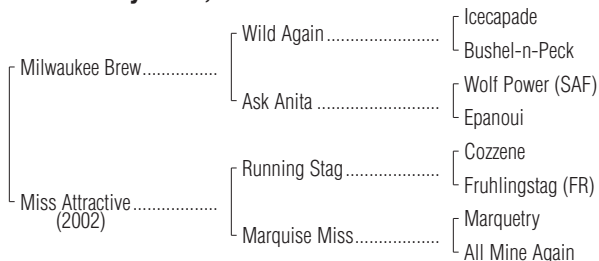 Icecapade
Wild Again
Bushel-n-Peck
Milwaukee Brew
Wolf Power (SAF)
Ask Anita
Epanoui
Cozzene
Running Stag
Fruhlingstag (FR)
Miss Attractive
(2002)
Marquetry
Marquise Miss
All Mine Again